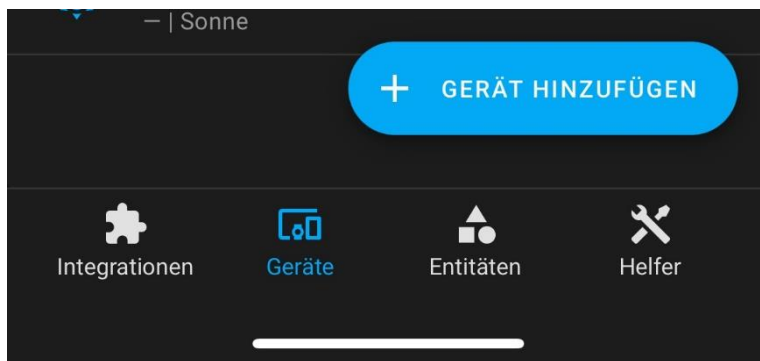 – | Sonne
+ GERÄT HINZUFÜGEN
Integrationen
Geräte
Entitäten
Helfer